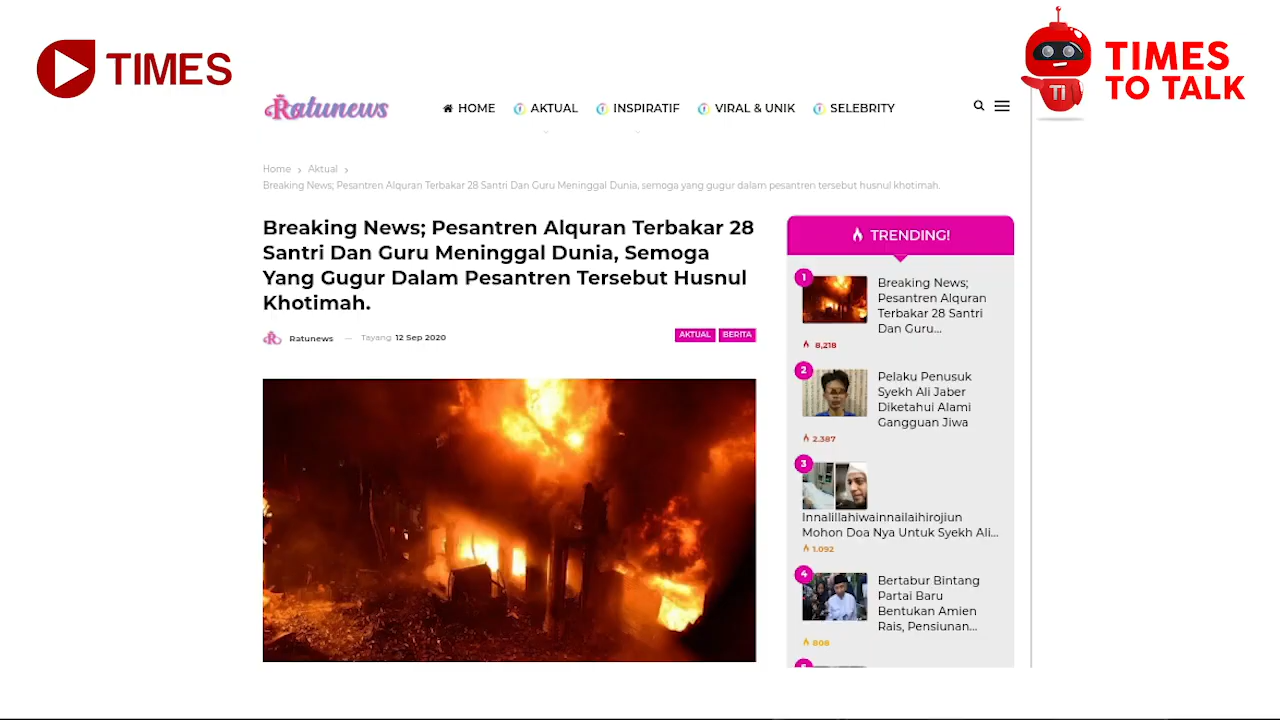 TIMES
TIMES
TO TALK
TI
Ratunews
HOME
AKTUAL
INSPIRATIF
VIRAL & UNIK
SELEBRITY
Home > Aktual >
Breaking News; Pesantren Alquran Terbakar 28 Santri Dan Guru Meninggal Dunia, semoga yang gugur dalam pesantren tersebut husnul khotimah.
Breaking News; Pesantren Alquran Terbakar 28
Santri Dan Guru Meninggal Dunia, Semoga
Yang Gugur Dalam Pesantren Tersebut Husnul
Khotimah.
Ratunews — Tayang 12 Sep 2020
AKTUAL
BERITA
TRENDING!
1
Breaking News;
Pesantren Alquran
Terbakar 28 Santri
Dan Guru...
8,218
2
Pelaku Penusuk
Syekh Ali Jaber
Diketahui Alami
Gangguan Jiwa
2.387
3
Innalillahiwainnailaihirojiun
Mohon Doa Nya Untuk Syekh Ali...
1.092
4
Bertabur Bintang
Partai Baru
Bentukan Amien
Rais, Pensiunan...
808